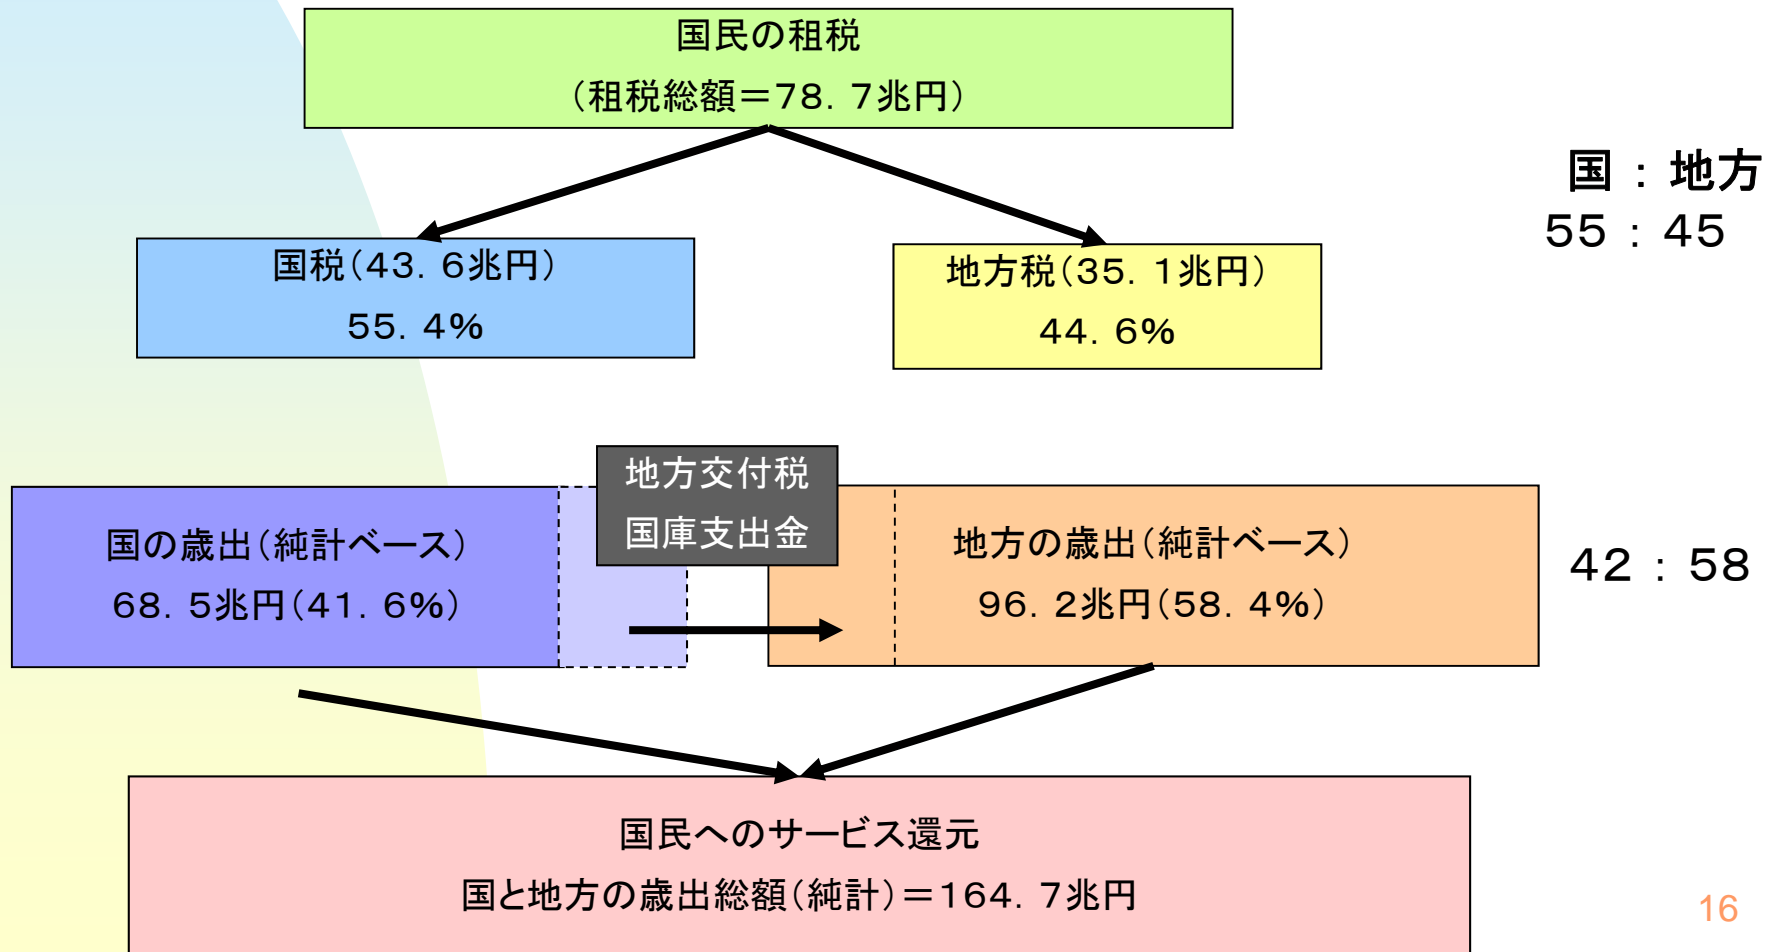 国民の租税
（租税総額＝78．7兆円）
国 : 地方
55 : 45
国税（43．6兆円）
55．4%
地方税（35．1兆円）
44．6%
地方交付税
国庫支出金
国の歳出（純計ベース）
68．5兆円（41．6%）
地方の歳出（純計ベース）
96．2兆円（58．4%）
42 : 58
国民へのサービス還元
国と地方の歳出総額（純計）＝164．7兆円
16